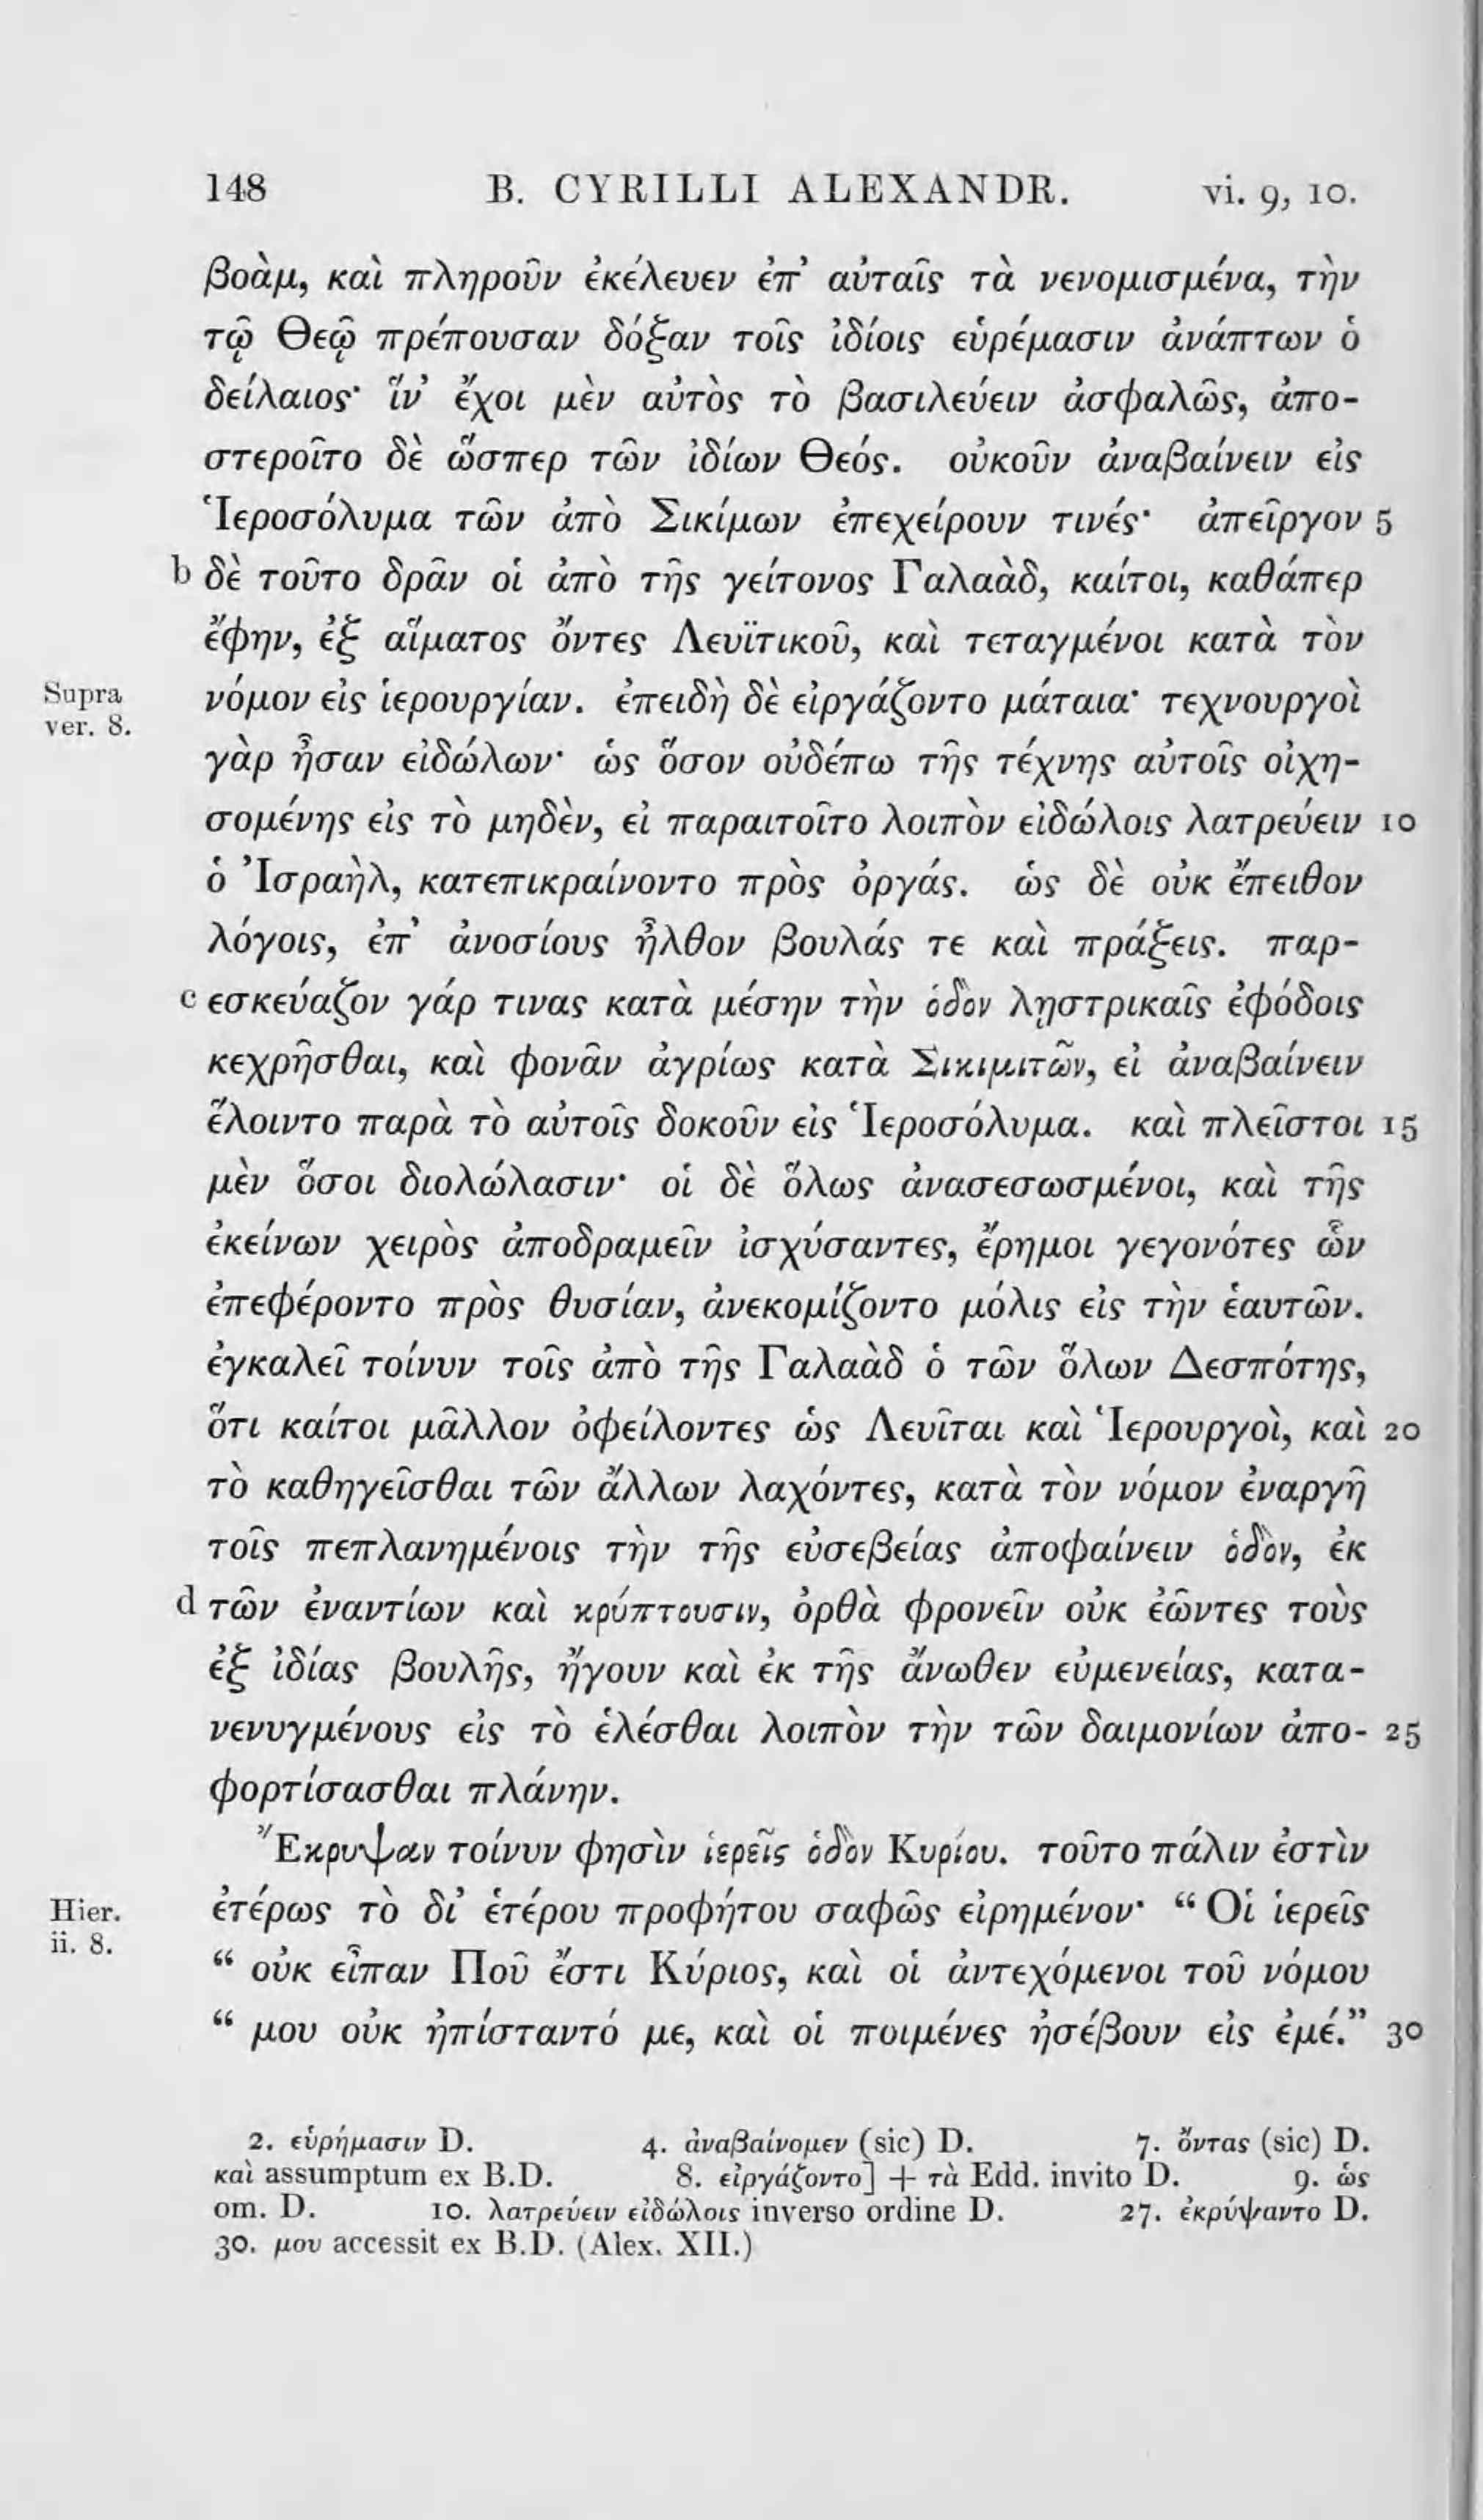 148 B. CYRILLI ALEXANDR. vi. 9, 10.
βοὰμ, καὶ πληροῦν ἐκέλευεν ἐπ' αὐταῖς τὰ νενομισμένα, τὴν
τῷ Θεῷ πρέπουσαν δόξαν τοῖς ἰδίοις εὑρέμασιν ἀνάπτων ὁ
δείλαιος· ἵν' ἔχοι μὲν αὐτὸς τὸ βασιλεύειν ἀσφαλῶς, ἀπο-
στεροῖτο δὲ ὥσπερ τῶν ἰδίων Θεός. οὐκοῦν ἀναβαίνειν εἰς
Ἱεροσόλυμα τῶν ἀπὸ Σικίμων ἐπεχείρουν τινές· ἀπεῖργον 5
b δὲ τοῦτο δρᾶν οἱ ἀπὸ τῆς γείτονος Γαλαὰδ, καίτοι, καθάπερ
ἔφην, ἐξ αἵματος ὄντες Λευϊτικοῦ, καὶ τεταγμένοι κατὰ τὸν
Supra νόμον εἰς ἱερουργίαν. ἐπειδὴ δὲ εἰργάζοντο μάταια· τεχνουργοὶ
ver. 8.
γὰρ ἦσαν εἰδώλων· ὡς ὅσον οὐδέπω τῆς τέχνης αὐτοῖς οἰχη-
σομένης εἰς τὸ μηδὲν, εἰ παραιτοῖτο λοιπὸν εἰδώλοις λατρεύειν 10
ὁ Ἰσραὴλ, κατεπικραίνοντο πρὸς ὀργάς. ὡς δὲ οὐκ ἔπειθον
λόγοις, ἐπ' ἀνοσίους ἦλθον βουλάς τε καὶ πράξεις. παρ-
c εσκεύαζον γάρ τινας κατὰ μέσην τὴν ὁδὸν λῃστρικαῖς ἐφόδοις
κεχρῆσθαι, καὶ φονᾶν ἀγρίως κατὰ Σικιμιτῶν, εἰ ἀναβαίνειν
ἕλοιντο παρὰ τὸ αὐτοῖς δοκοῦν εἰς Ἱεροσόλυμα. καὶ πλεῖστοι 15
μὲν ὅσοι διολώλασιν· οἱ δὲ ὅλως ἀνασεσωσμένοι, καὶ τῆς
ἐκείνων χειρὸς ἀποδραμεῖν ἰσχύσαντες, ἔρημοι γεγονότες ὧν
ἐπεφέροντο πρὸς θυσίαν, ἀνεκομίζοντο μόλις εἰς τὴν ἑαυτῶν.
ἐγκαλεῖ τοίνυν τοῖς ἀπὸ τῆς Γαλαὰδ ὁ τῶν ὅλων Δεσπότης,
ὅτι καίτοι μᾶλλον ὀφείλοντες ὡς Λευῖται καὶ Ἱερουργοὶ, καὶ 20
τὸ καθηγεῖσθαι τῶν ἄλλων λαχόντες, κατὰ τὸν νόμον ἐναργῆ
τοῖς πεπλανημένοις τὴν τῆς εὐσεβείας ἀποφαίνειν ὁδὸν, ἐκ
d τῶν ἐναντίων καὶ κρύπτουσιν, ὀρθὰ φρονεῖν οὐκ ἐῶντες τοὺς
ἐξ ἰδίας βουλῆς, ἤγουν καὶ ἐκ τῆς ἄνωθεν εὐμενείας, κατα-
νενυγμένους εἰς τὸ ἑλέσθαι λοιπὸν τὴν τῶν δαιμονίων ἀπο- 25
φορτίσασθαι πλάνην.
Ἔκρυψαν τοίνυν φησὶν ἱερεῖς ὁδὸν Κυρίου. τοῦτο πάλιν ἐστὶν
Hier. ἑτέρως τὸ δι' ἑτέρου προφήτου σαφῶς εἰρημένον· “ Οἱ ἱερεῖς
ii. 8.
“ οὐκ εἶπαν Ποῦ ἔστι Κύριος, καὶ οἱ ἀντεχόμενοι τοῦ νόμου
“ μου οὐκ ἠπίσταντό με, καὶ οἱ ποιμένες ἠσέβουν εἰς ἐμέ.” 30
2. εὑρήμασιν D. 4. ἀναβαίνομεν (sic) D. 7. ὄντας (sic) D.
καὶ assumptum ex B.D. 8. εἰργάζοντο] + τὰ Edd. invito D. 9. ὡς
om. D. 10. λατρεύειν εἰδώλοις inverso ordine D. 27. ἐκρύψαντο D.
30. μου accessit ex B.D. (Alex. XII.)